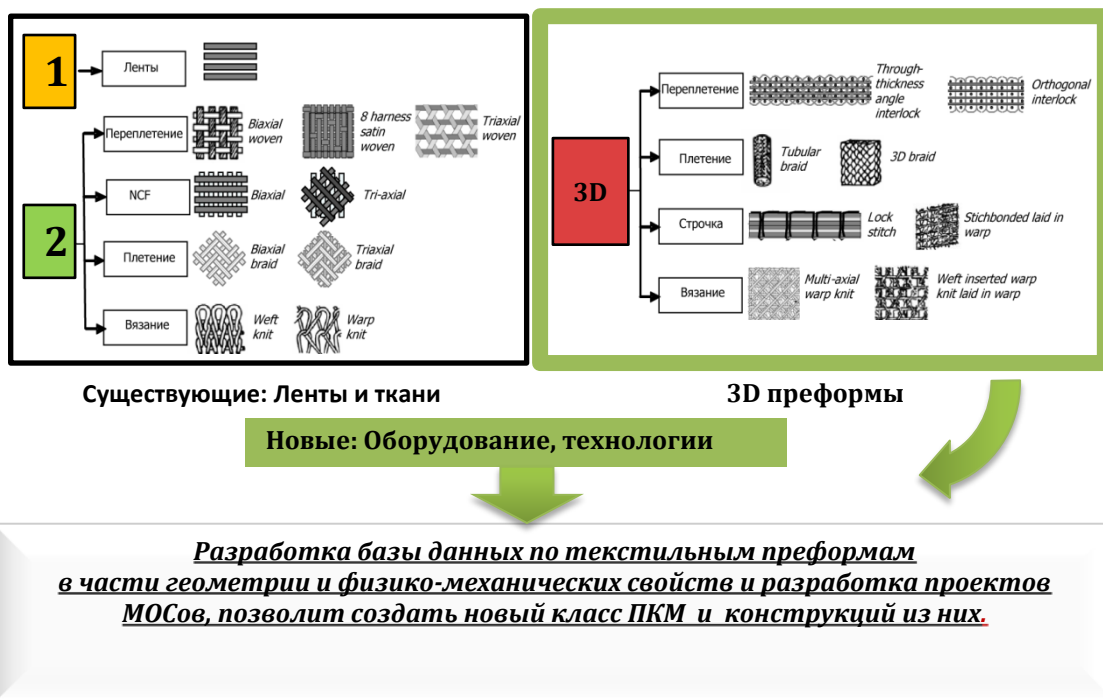 1
Ленты
2
Переплетение
Biaxial
woven
8 harness
satin
woven
Triaxial
woven
NCF
Biaxial
Tri-axial
Плетение
Biaxial
braid
Triaxial
braid
Вязание
Weft
knit
Warp
knit
3D
Переплетение
Through-
thickness
angle
interlock
Orthogonal
interlock
Плетение
Tubular
braid
3D braid
Строчка
Lock
stitch
Stichbonded laid in
warp
Вязание
Multi-axial
warp knit
Weft inserted warp
knit laid in warp
Существующие: Ленты и ткани
3D преформы
Новые: Оборудование, технологии
Разработка базы данных по текстильным преформам
в части геометрии и физико-механических свойств и разработка проектов
МОСов, позволит создать новый класс ПКМ и конструкций из них.